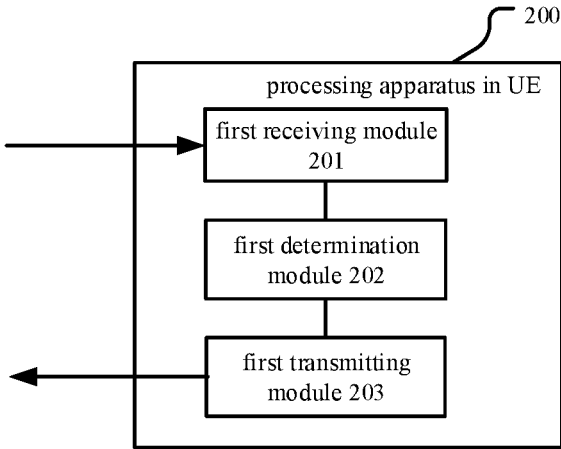 200
processing apparatus in UE
first receiving module
201
first determination
module 202
first transmitting
module 203